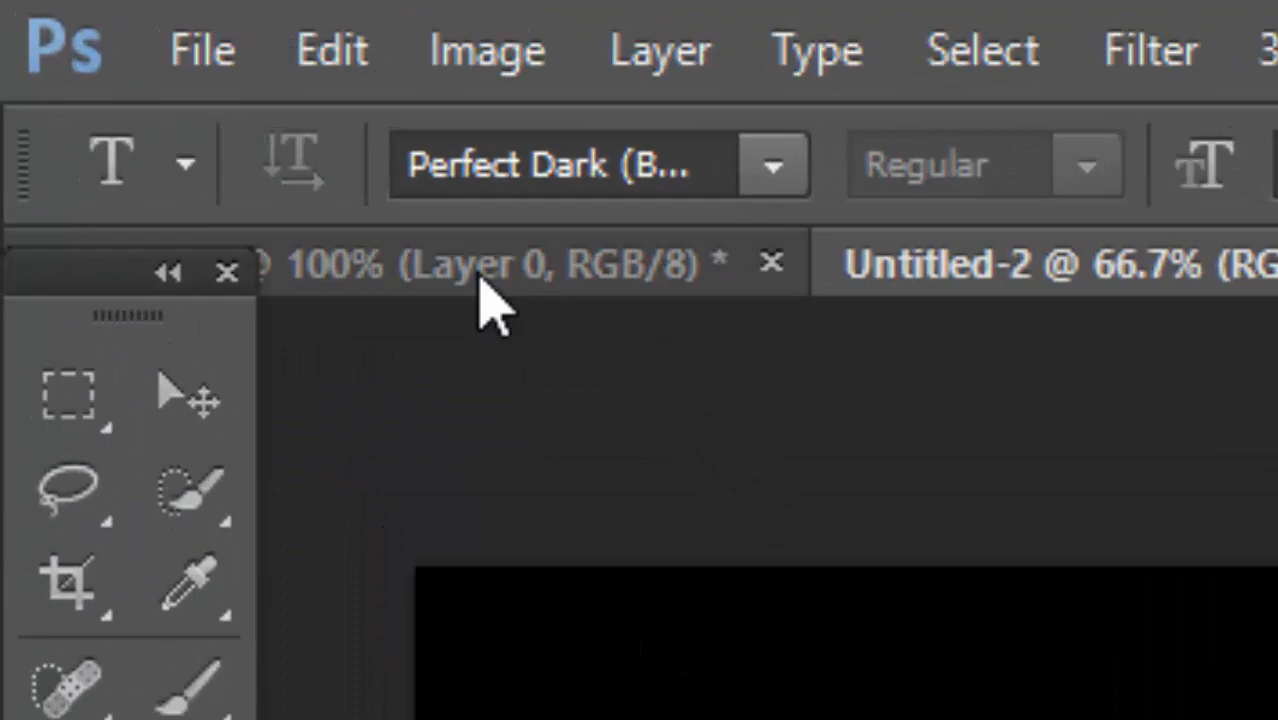 Ps File Edit Image Layer Type Select Filter
T T Perfect Dark (B... Regular TT
100% (Layer 0, RGB/8) * × Untitled-2 @ 66.7% (RG